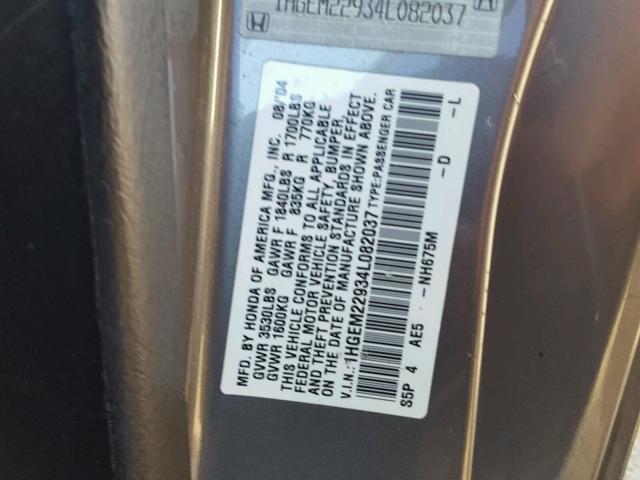 1HGEM22934L082037
MFD. BY HONDA OF AMERICA MFG., INC. 08/04
GVWR 3530LBS GAWR F 1840LBS R 1700LBS
GVWR 1600KG GAWR F 835KG R 770KG
THIS VEHICLE CONFORMS TO ALL APPLICABLE
FEDERAL MOTOR VEHICLE SAFETY, BUMPER,
AND THEFT PREVENTION STANDARDS IN EFFECT
ON THE DATE OF MANUFACTURE SHOWN ABOVE.
V.I.N.: 1HGEM22934L082037 TYPE:PASSENGER CAR
S5P 4 AE5 -NH675M -D -L